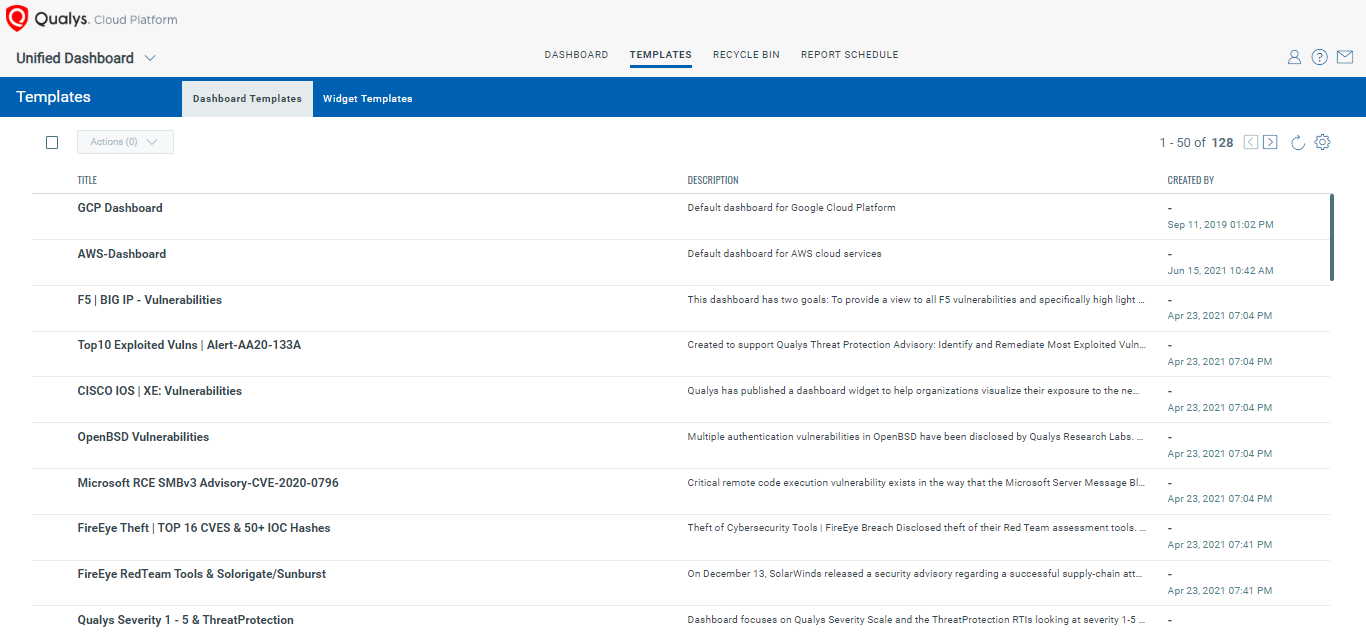 Qualys. Cloud Platform
Unified Dashboard
DASHBOARD TEMPLATES RECYCLE BIN REPORT SCHEDULE
Templates
Dashboard Templates Widget Templates
Actions (0)
1 - 50 of 128
TITLE DESCRIPTION CREATED BY
GCP Dashboard Default dashboard for Google Cloud Platform -
Sep 11, 2019 01:02 PM
AWS-Dashboard Default dashboard for AWS cloud services -
Jun 15, 2021 10:42 AM
F5 | BIG IP - Vulnerabilities This dashboard has two goals: To provide a view to all F5 vulnerabilities and specifically high light ... -
Apr 23, 2021 07:04 PM
Top10 Exploited Vulns | Alert-AA20-133A Created to support Qualys Threat Protection Advisory: Identify and Remediate Most Exploited Vuln... -
Apr 23, 2021 07:04 PM
CISCO IOS | XE: Vulnerabilities Qualys has published a dashboard widget to help organizations visualize their exposure to the ne... -
Apr 23, 2021 07:04 PM
OpenBSD Vulnerabilities Multiple authentication vulnerabilities in OpenBSD have been disclosed by Qualys Research Labs. ... -
Apr 23, 2021 07:04 PM
Microsoft RCE SMBv3 Advisory-CVE-2020-0796 Critical remote code execution vulnerability exists in the way that the Microsoft Server Message Bl... -
Apr 23, 2021 07:04 PM
FireEye Theft | TOP 16 CVES & 50+ IOC Hashes Theft of Cybersecurity Tools | FireEye Breach Disclosed theft of their Red Team assessment tools. ... -
Apr 23, 2021 07:41 PM
FireEye RedTeam Tools & Solorigate/Sunburst On December 13, SolarWinds released a security advisory regarding a successful supply-chain att... -
Apr 23, 2021 07:41 PM
Qualys Severity 1 - 5 & ThreatProtection Dashboard focuses on Qualys Severity Scale and the ThreatProtection RTIs looking at severity 1-5 ... -